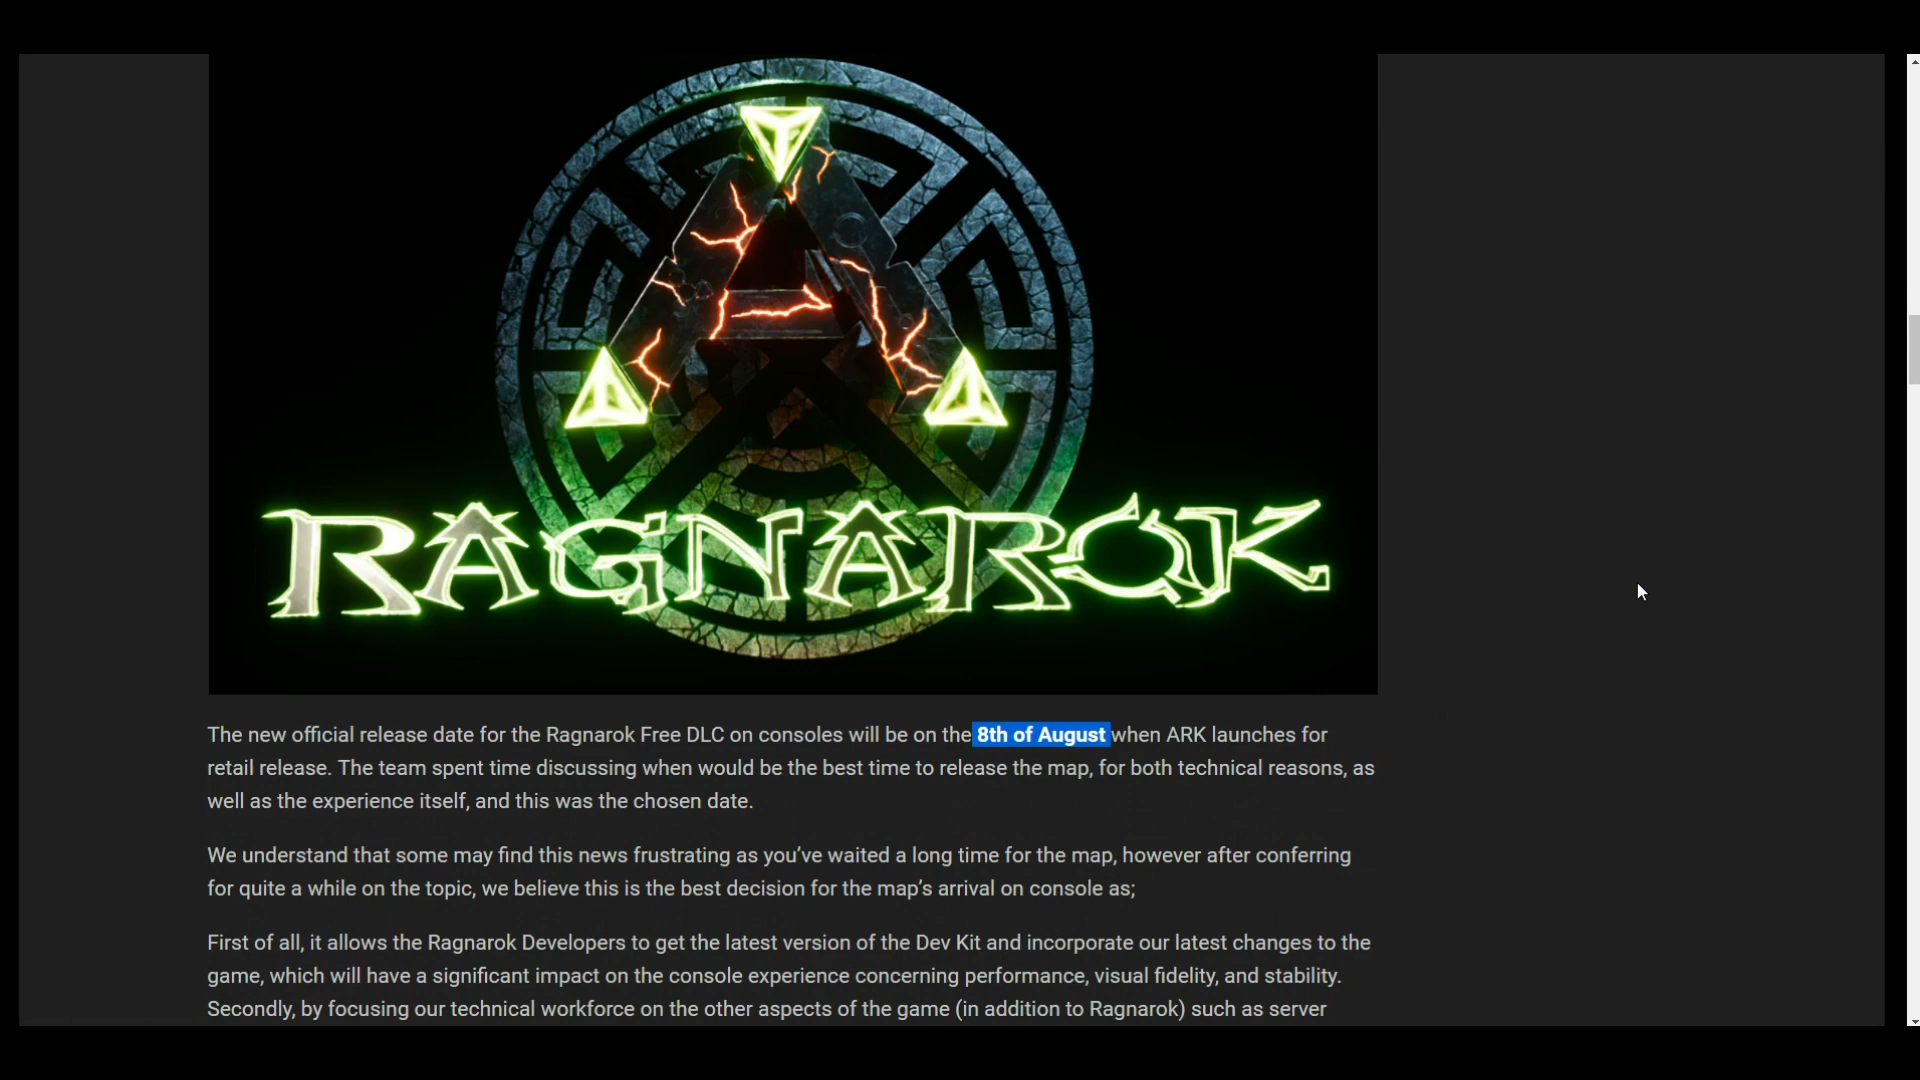 RAGNAROK
The new official release date for the Ragnarok Free DLC on consoles will be on the 8th of August when ARK launches for
retail release. The team spent time discussing when would be the best time to release the map, for both technical reasons, as
well as the experience itself, and this was the chosen date.
We understand that some may find this news frustrating as you’ve waited a long time for the map, however after conferring
for quite a while on the topic, we believe this is the best decision for the map’s arrival on console as;
First of all, it allows the Ragnarok Developers to get the latest version of the Dev Kit and incorporate our latest changes to the
game, which will have a significant impact on the console experience concerning performance, visual fidelity, and stability.
Secondly, by focusing our technical workforce on the other aspects of the game (in addition to Ragnarok) such as server